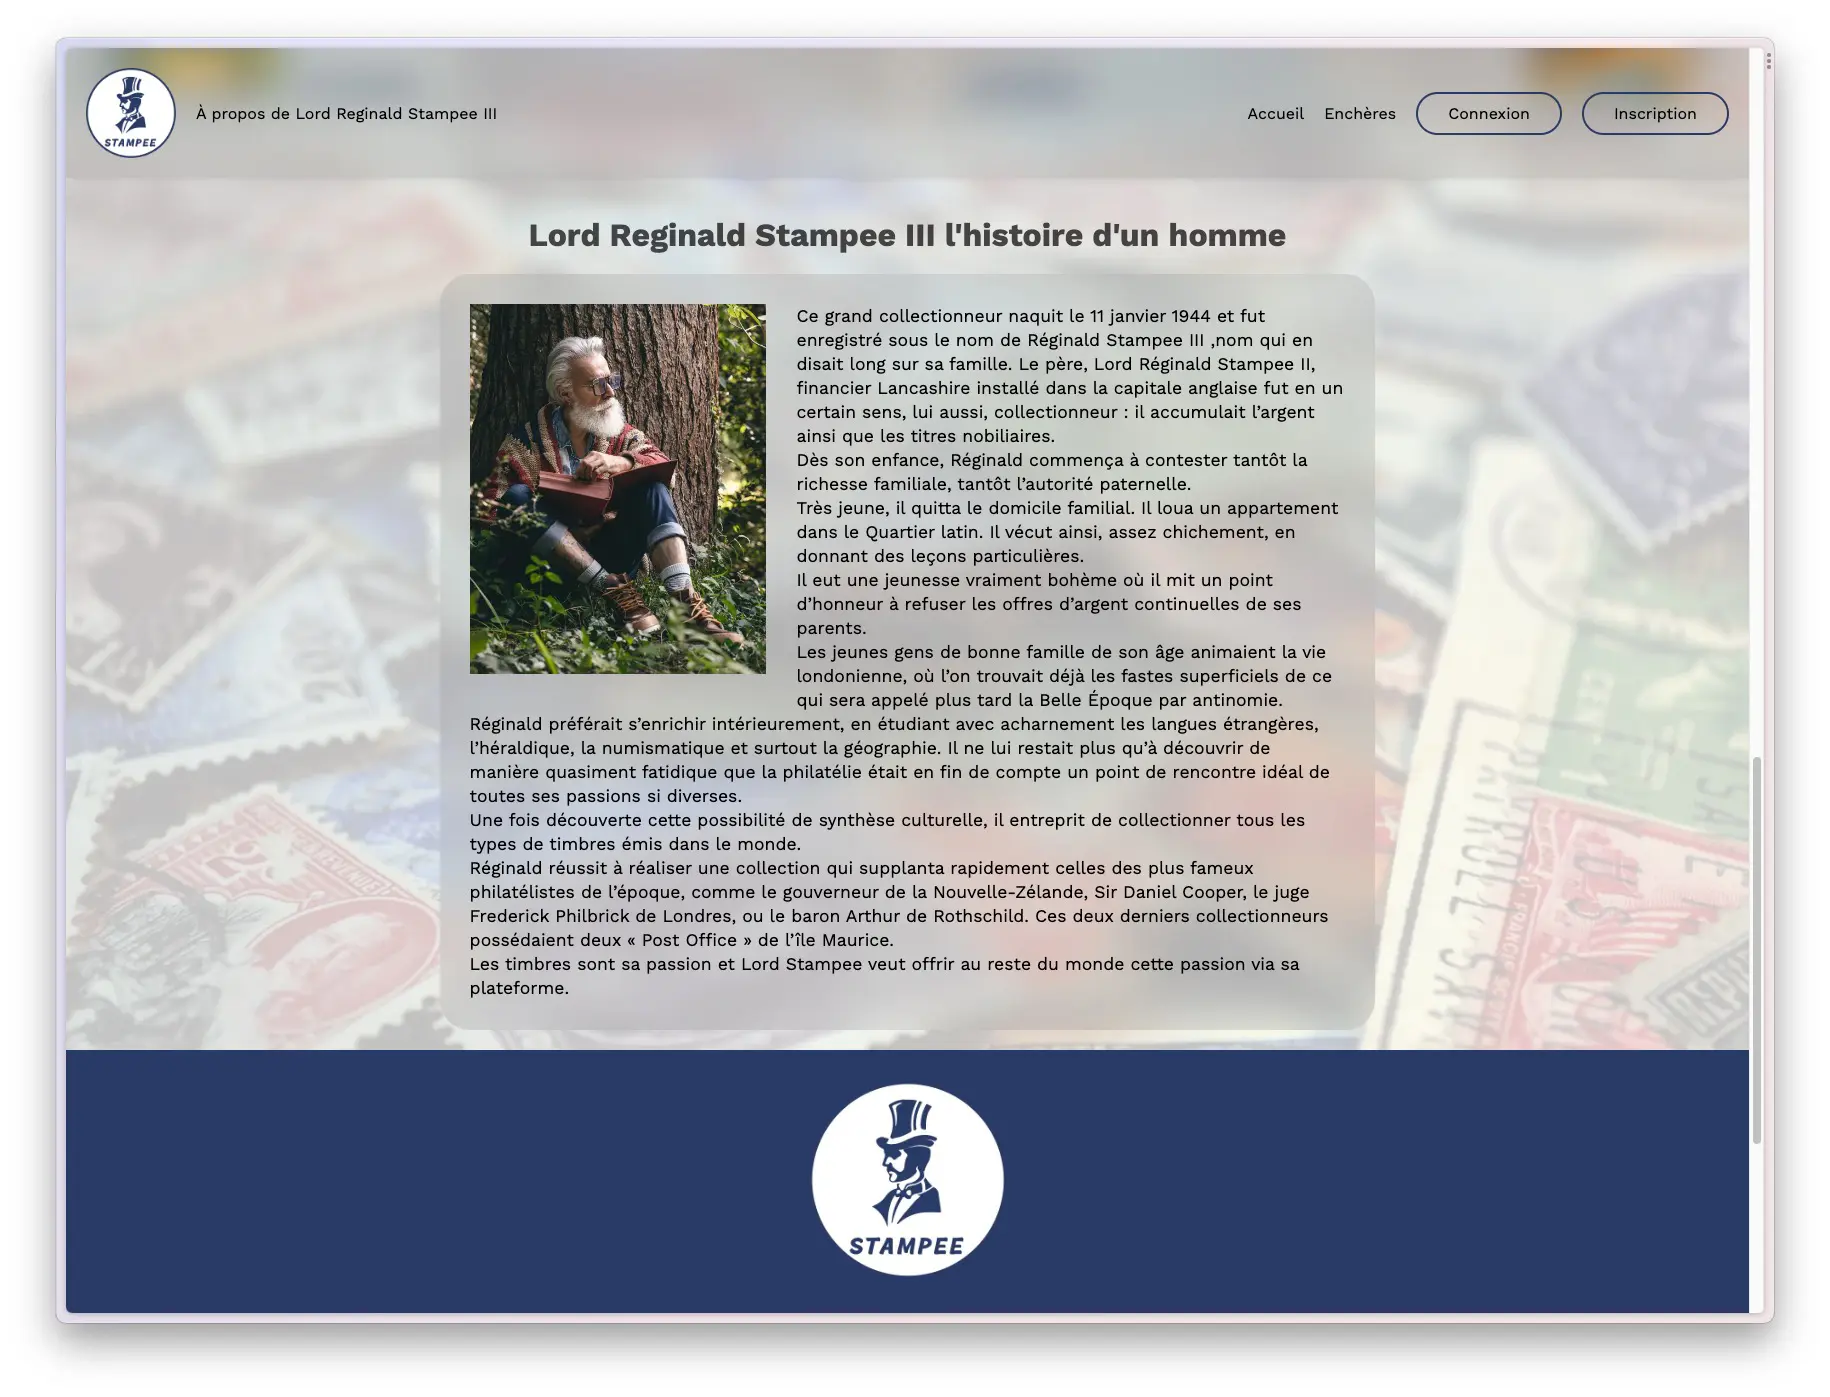 STAMPEE
À propos de Lord Reginald Stampee III
Accueil
Enchères
Connexion
Inscription
Lord Reginald Stampee III l'histoire d'un homme
Ce grand collectionneur naquit le 11 janvier 1944 et fut
enregistré sous le nom de Réginald Stampee III ,nom qui en
disait long sur sa famille. Le père, Lord Réginald Stampee II,
financier Lancashire installé dans la capitale anglaise fut en un
certain sens, lui aussi, collectionneur : il accumulait l’argent
ainsi que les titres nobiliaires.
Dès son enfance, Réginald commença à contester tantôt la
richesse familiale, tantôt l’autorité paternelle.
Très jeune, il quitta le domicile familial. Il loua un appartement
dans le Quartier latin. Il vécut ainsi, assez chichement, en
donnant des leçons particulières.
Il eut une jeunesse vraiment bohème où il mit un point
d’honneur à refuser les offres d’argent continuelles de ses
parents.
Les jeunes gens de bonne famille de son âge animaient la vie
londonienne, où l’on trouvait déjà les fastes superficiels de ce
qui sera appelé plus tard la Belle Époque par antinomie.
Réginald préférait s’enrichir intérieurement, en étudiant avec acharnement les langues étrangères,
l’héraldique, la numismatique et surtout la géographie. Il ne lui restait plus qu’à découvrir de
manière quasiment fatidique que la philatélie était en fin de compte un point de rencontre idéal de
toutes ses passions si diverses.
Une fois découverte cette possibilité de synthèse culturelle, il entreprit de collectionner tous les
types de timbres émis dans le monde.
Réginald réussit à réaliser une collection qui supplanta rapidement celles des plus fameux
philatélistes de l’époque, comme le gouverneur de la Nouvelle-Zélande, Sir Daniel Cooper, le juge
Frederick Philbrick de Londres, ou le baron Arthur de Rothschild. Ces deux derniers collectionneurs
possédaient deux « Post Office » de l’île Maurice.
Les timbres sont sa passion et Lord Stampee veut offrir au reste du monde cette passion via sa
plateforme.
STAMPEE